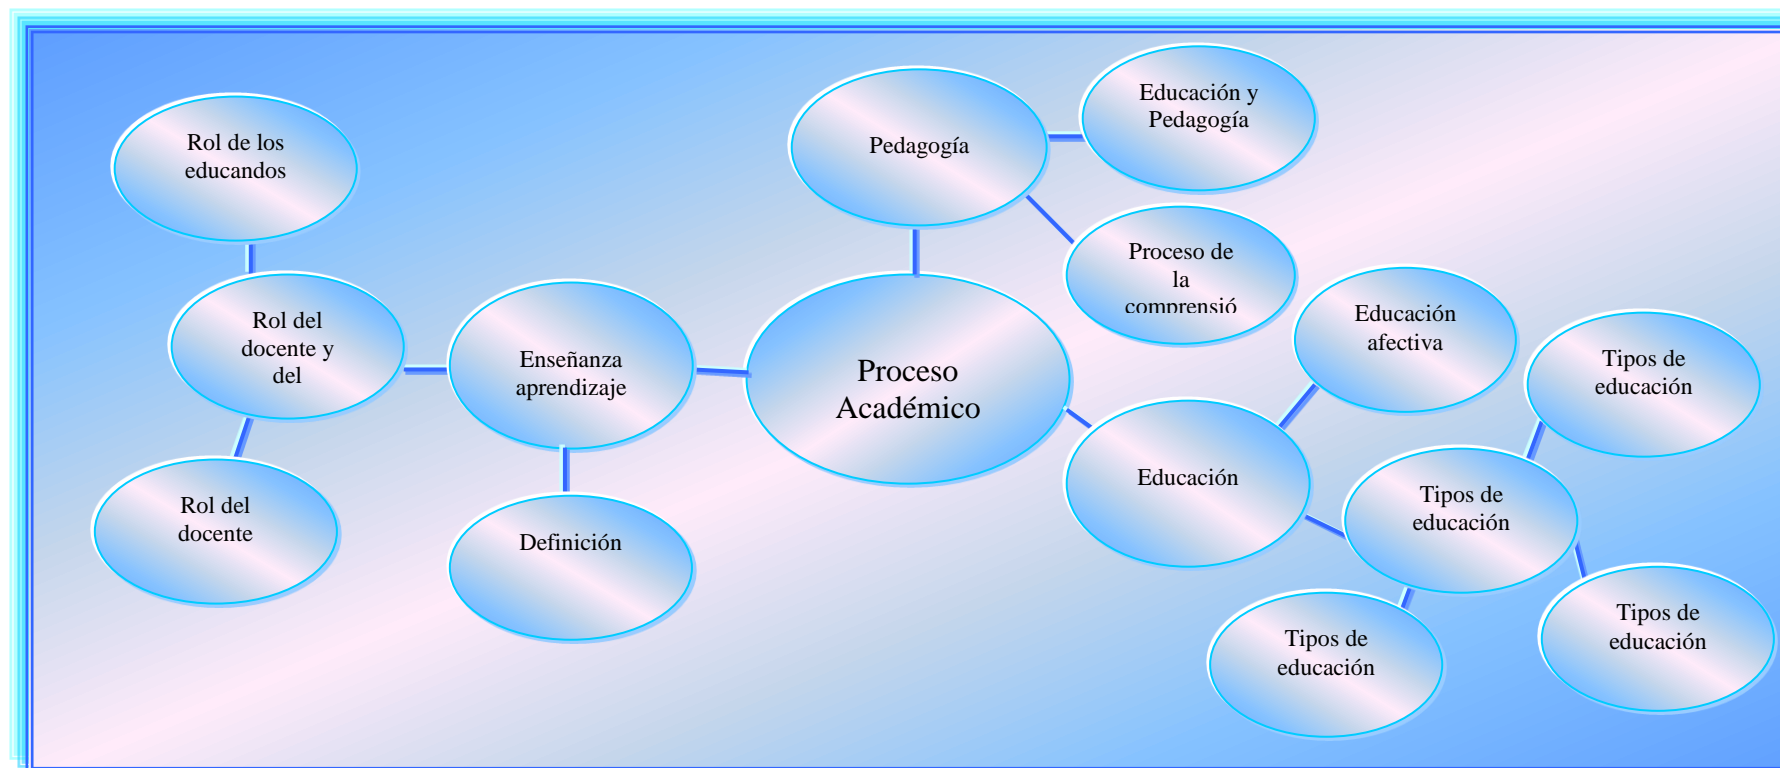 Rol de los
educandos
Rol del
docente y
del
Rol del
docente
Enseñanza
aprendizaje
Definición
Pedagogía
Educación y
Pedagogía
Proceso de
la
comprensió
Proceso
Académico
Educación
Educación
afectiva
Tipos de
educación
Tipos de
educación
Tipos de
educación
Tipos de
educación